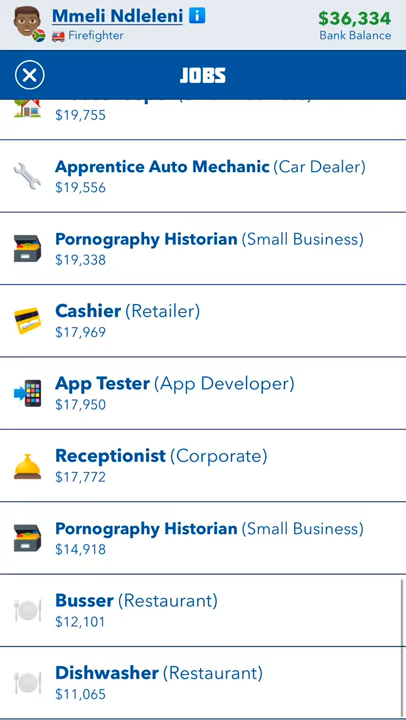 Mmeli Ndleleni
Firefighter
$36,334
Bank Balance
JOBS
$19,755
Apprentice Auto Mechanic (Car Dealer)
$19,556
Pornography Historian (Small Business)
$19,338
Cashier (Retailer)
$17,969
App Tester (App Developer)
$17,950
Receptionist (Corporate)
$17,772
Pornography Historian (Small Business)
$14,918
Busser (Restaurant)
$12,101
Dishwasher (Restaurant)
$11,065